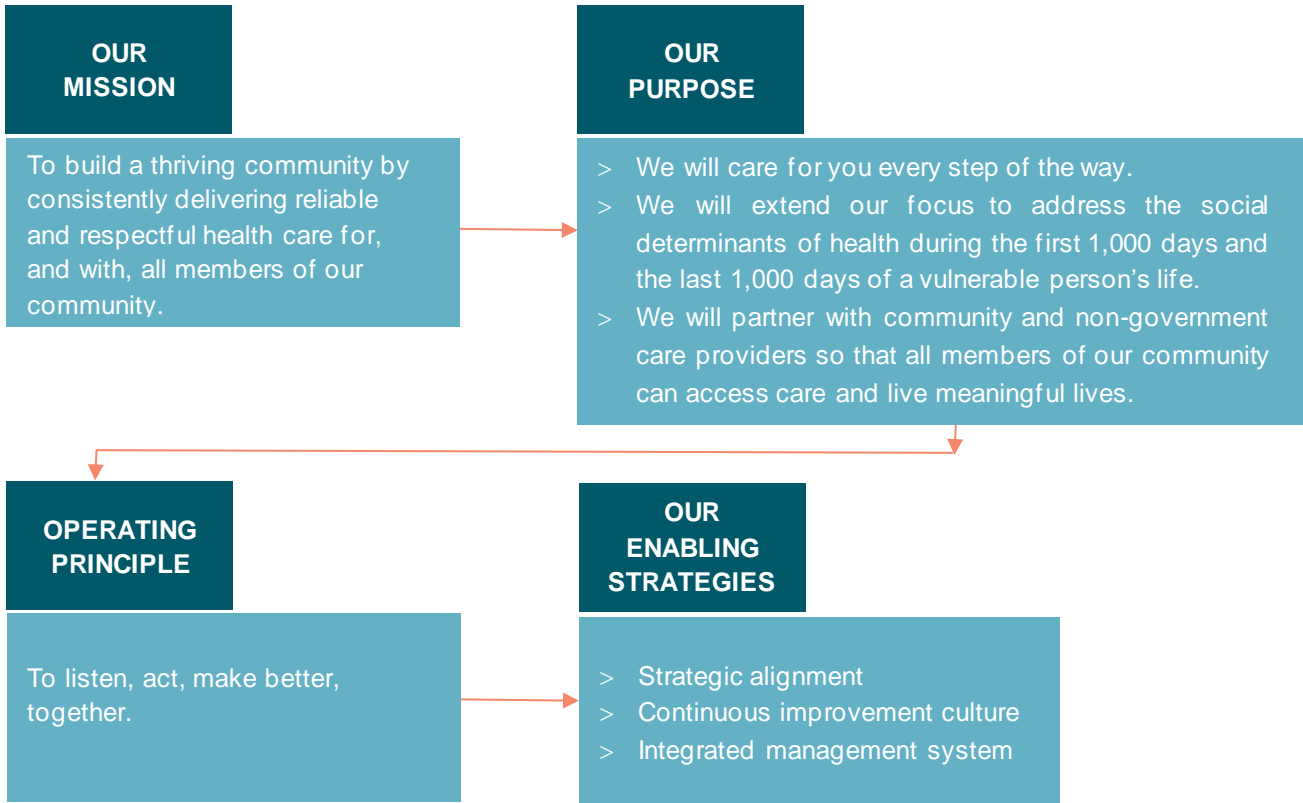 OUR
MISSION
To build a thriving community by
consistently delivering reliable
and respectful health care for,
and with, all members of our
community.
OUR
PURPOSE
> We will care for you every step of the way.
> We will extend our focus to address the social
determinants of health during the first 1,000 days and
the last 1,000 days of a vulnerable person’s life.
> We will partner with community and non-government
care providers so that all members of our community
can access care and live meaningful lives.
OPERATING
PRINCIPLE
To listen, act, make better,
together.
OUR
ENABLING
STRATEGIES
> Strategic alignment
> Continuous improvement culture
> Integrated management system